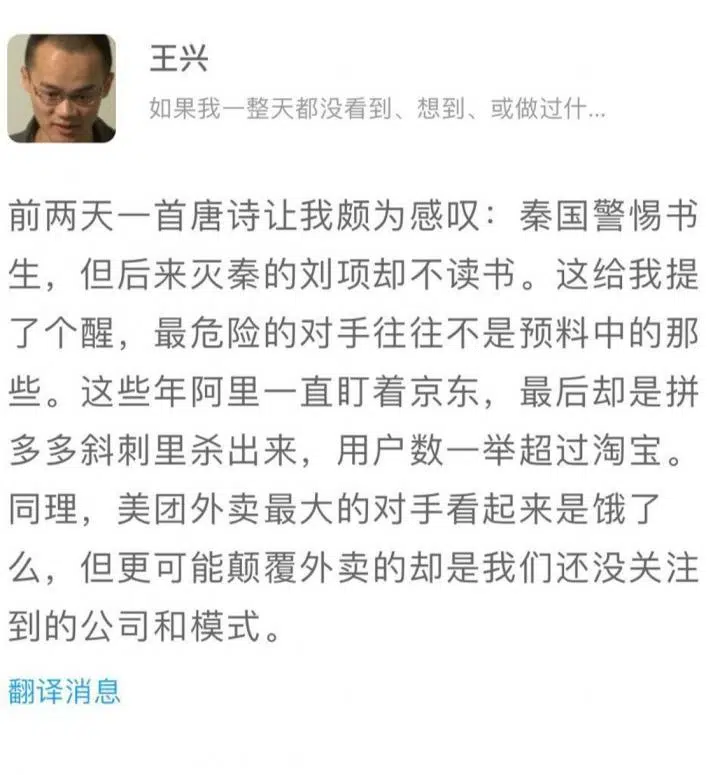 王兴
如果我一整天都没看到、想到、或做过什...
前两天一首唐诗让我颇为感叹：秦国警惕书
生，但后来灭秦的刘项却不读书。这给我提
了个醒，最危险的对手往往不是预料中的那
些。这些年阿里一直盯着京东，最后却是拼
多多斜刺里杀出来，用户数一举超过淘宝。
同理，美团外卖最大的对手看起来是饿了
么，但更可能颠覆外卖的却是我们还没关注
到的公司和模式。
翻译消息